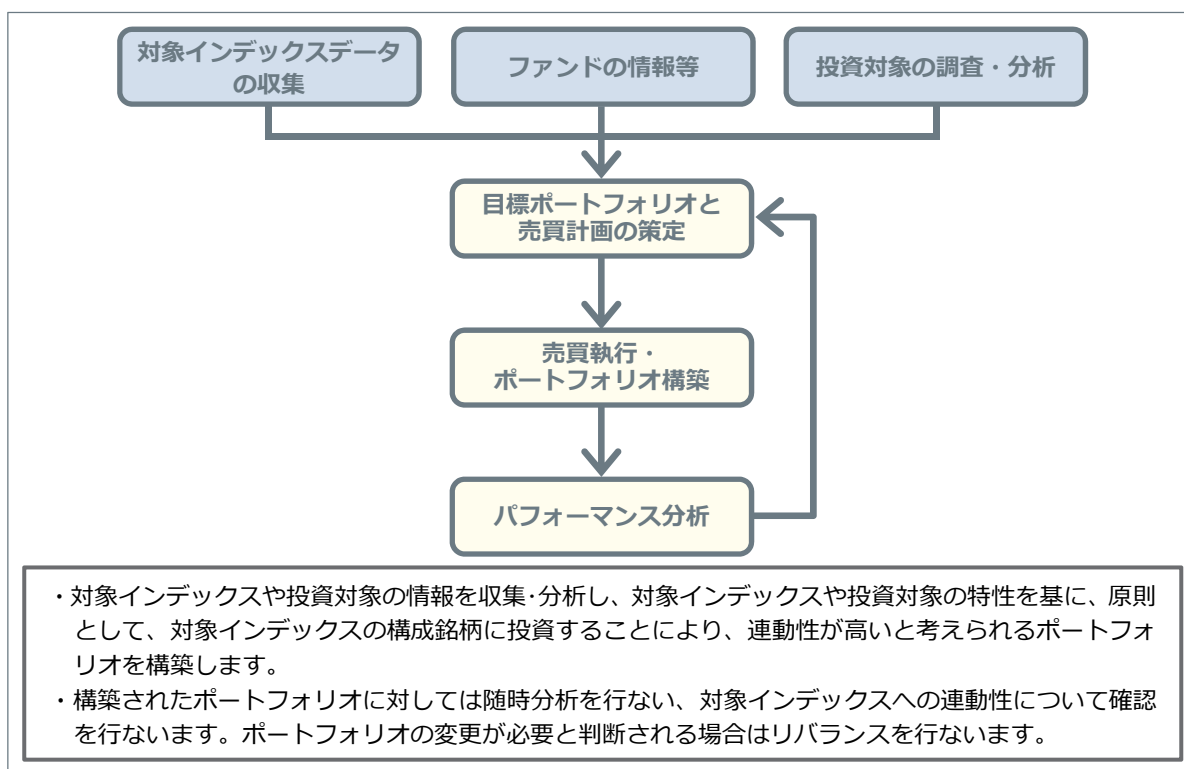 対象インデックスデータ
の収集
ファンドの情報等
投資対象の調査・分析
目標ポートフォリオと
売買計画の策定
売買執行・
ポートフォリオ構築
パフォーマンス分析
・対象インデックスや投資対象の情報を収集・分析し、対象インデックスや投資対象の特性を基に、原則
として、対象インデックスの構成銘柄に投資することにより、連動性が高いと考えられるポートフォ
リオを構築します。
・構築されたポートフォリオに対しては随時分析を行ない、対象インデックスへの連動性について確認
を行ないます。ポートフォリオの変更が必要と判断される場合はリバランスを行ないます。